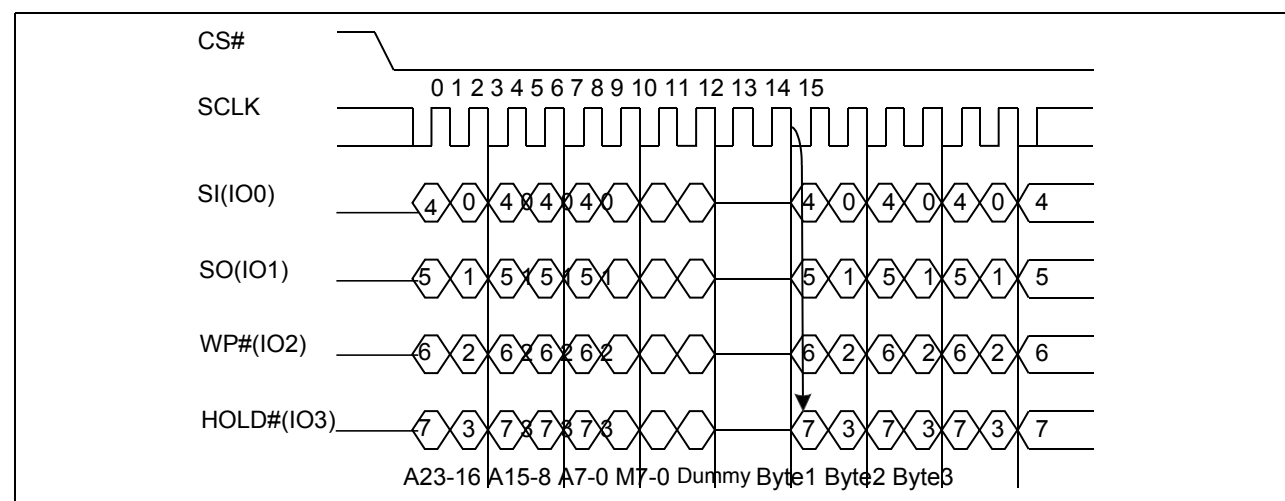 CS#
0 1 2 3 4 5 6 7 8 9 10 11 12 13 14 15
SCLK
SI(IO0) 4 0 4 0 4 0 4 0 4 0 4 0 4 0 4
SO(IO1) 5 1 5 1 5 1 5 1 5 1 5 1 5 1 5
WP#(IO2) 6 2 6 2 6 2 6 2 6 2 6 2 6 2 6
HOLD#(IO3) 7 3 7 3 7 3 7 3 7 3 7 3 7 3 7
A23-16 A15-8 A7-0 M7-0 Dummy Byte1 Byte2 Byte3